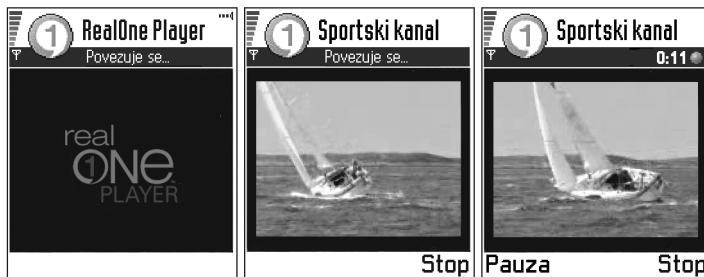 RealOne Player
Povezuje se...
real
ONE
PLAYER
Sportski kanal
Povezuje se...
Stop
Sportski kanal
0:11
Pauza
Stop